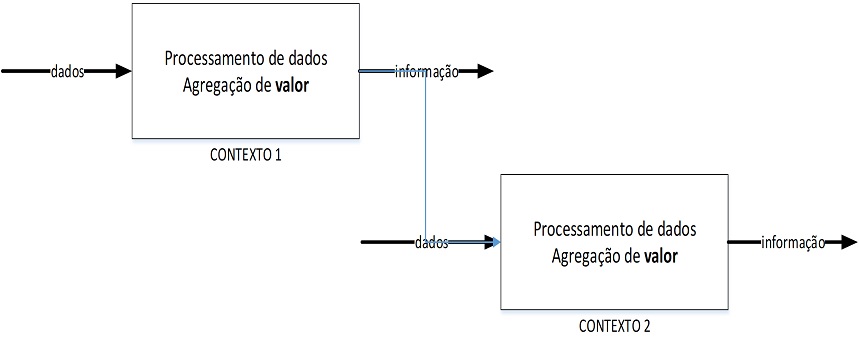 dados
Processamento de dados
Agregação de valor
informação
CONTEXTO 1
dados
Processamento de dados
Agregação de valor
informação
CONTEXTO 2